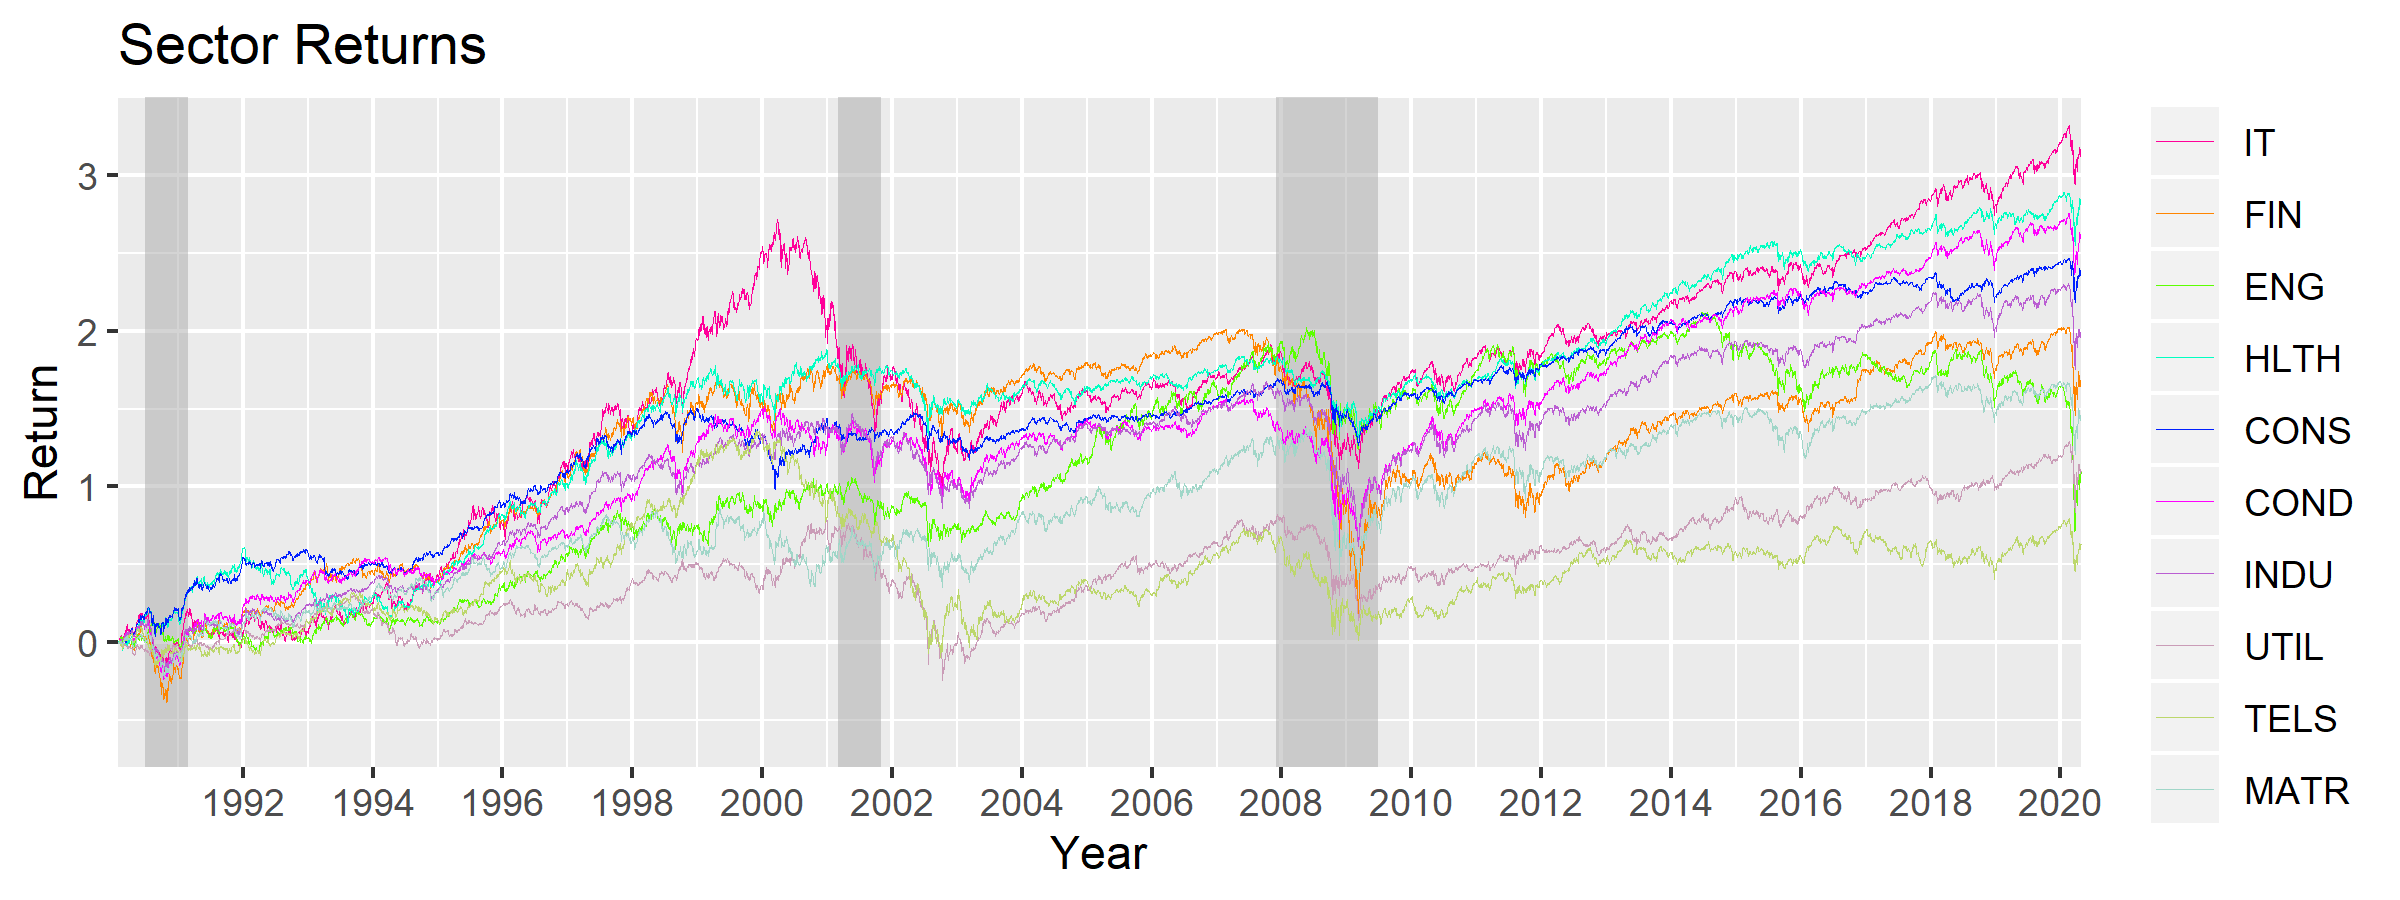 Sector Returns
3
2
1
0
Return
1992 1994 1996 1998 2000 2002 2004 2006 2008 2010 2012 2014 2016 2018 2020
Year
IT
FIN
ENG
HLTH
CONS
COND
INDU
UTIL
TELS
MATR